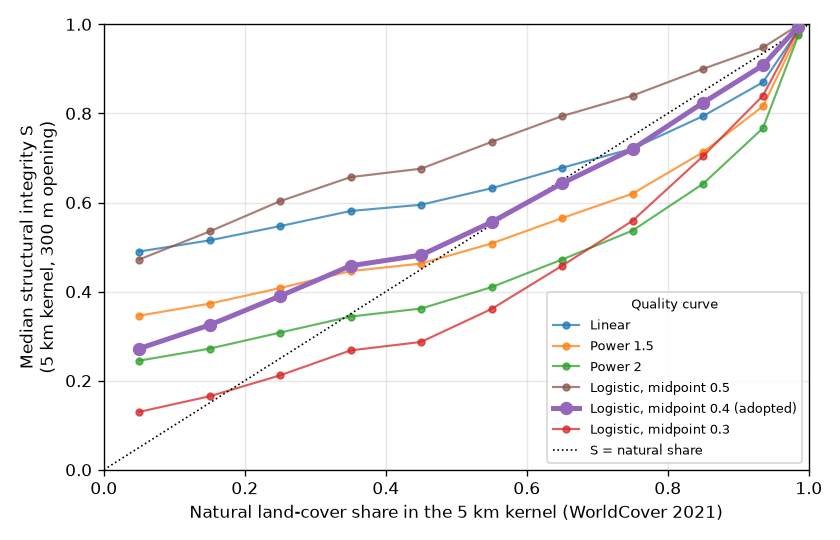 1.0
0.8
0.6
0.4
0.2
0.0
Median structural integrity S
(5 km kernel, 300 m opening)
Quality curve
Linear
Power 1.5
Power 2
Logistic, midpoint 0.5
Logistic, midpoint 0.4 (adopted)
Logistic, midpoint 0.3
S = natural share
0.0 0.2 0.4 0.6 0.8 1.0
Natural land-cover share in the 5 km kernel (WorldCover 2021)